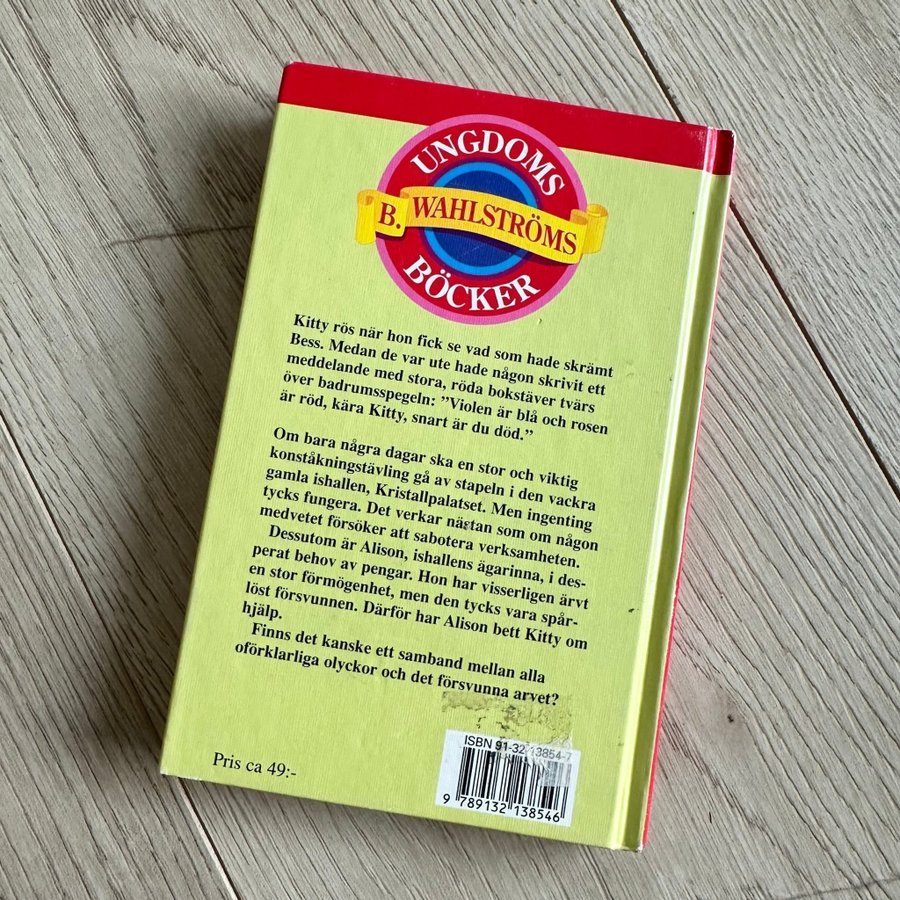 UNGDOMS
B. WAHLSTRÖMS
BÖCKER
Kitty rös när hon fick se vad som hade skrämt
Bess. Medan de var ute hade någon skrivit ett
meddelande med stora, röda bokstäver tvärs
över badrumsspegeln: ”Violen är blå och rosen
är röd, kära Kitty, snart är du död.”
Om bara några dagar ska en stor och viktig
konståkningstävling gå av stapeln i den vackra
gamla ishallen, Kristallpalatset. Men ingenting
tycks fungera. Det verkar nästan som om någon
medvetet försöker att sabotera verksamheten.
Dessutom är Alison, ishallens ägarinna, i des-
perat behov av pengar. Hon har visserligen ärvt
en stor förmögenhet, men den tycks vara spår-
löst försvunnen. Därför har Alison bett Kitty om
hjälp.
Finns det kanske ett samband mellan alla
oförklarliga olyckor och det försvunna arvet?
ISBN 91-32-13854-7
Pris ca 49:-
9 789132 138546